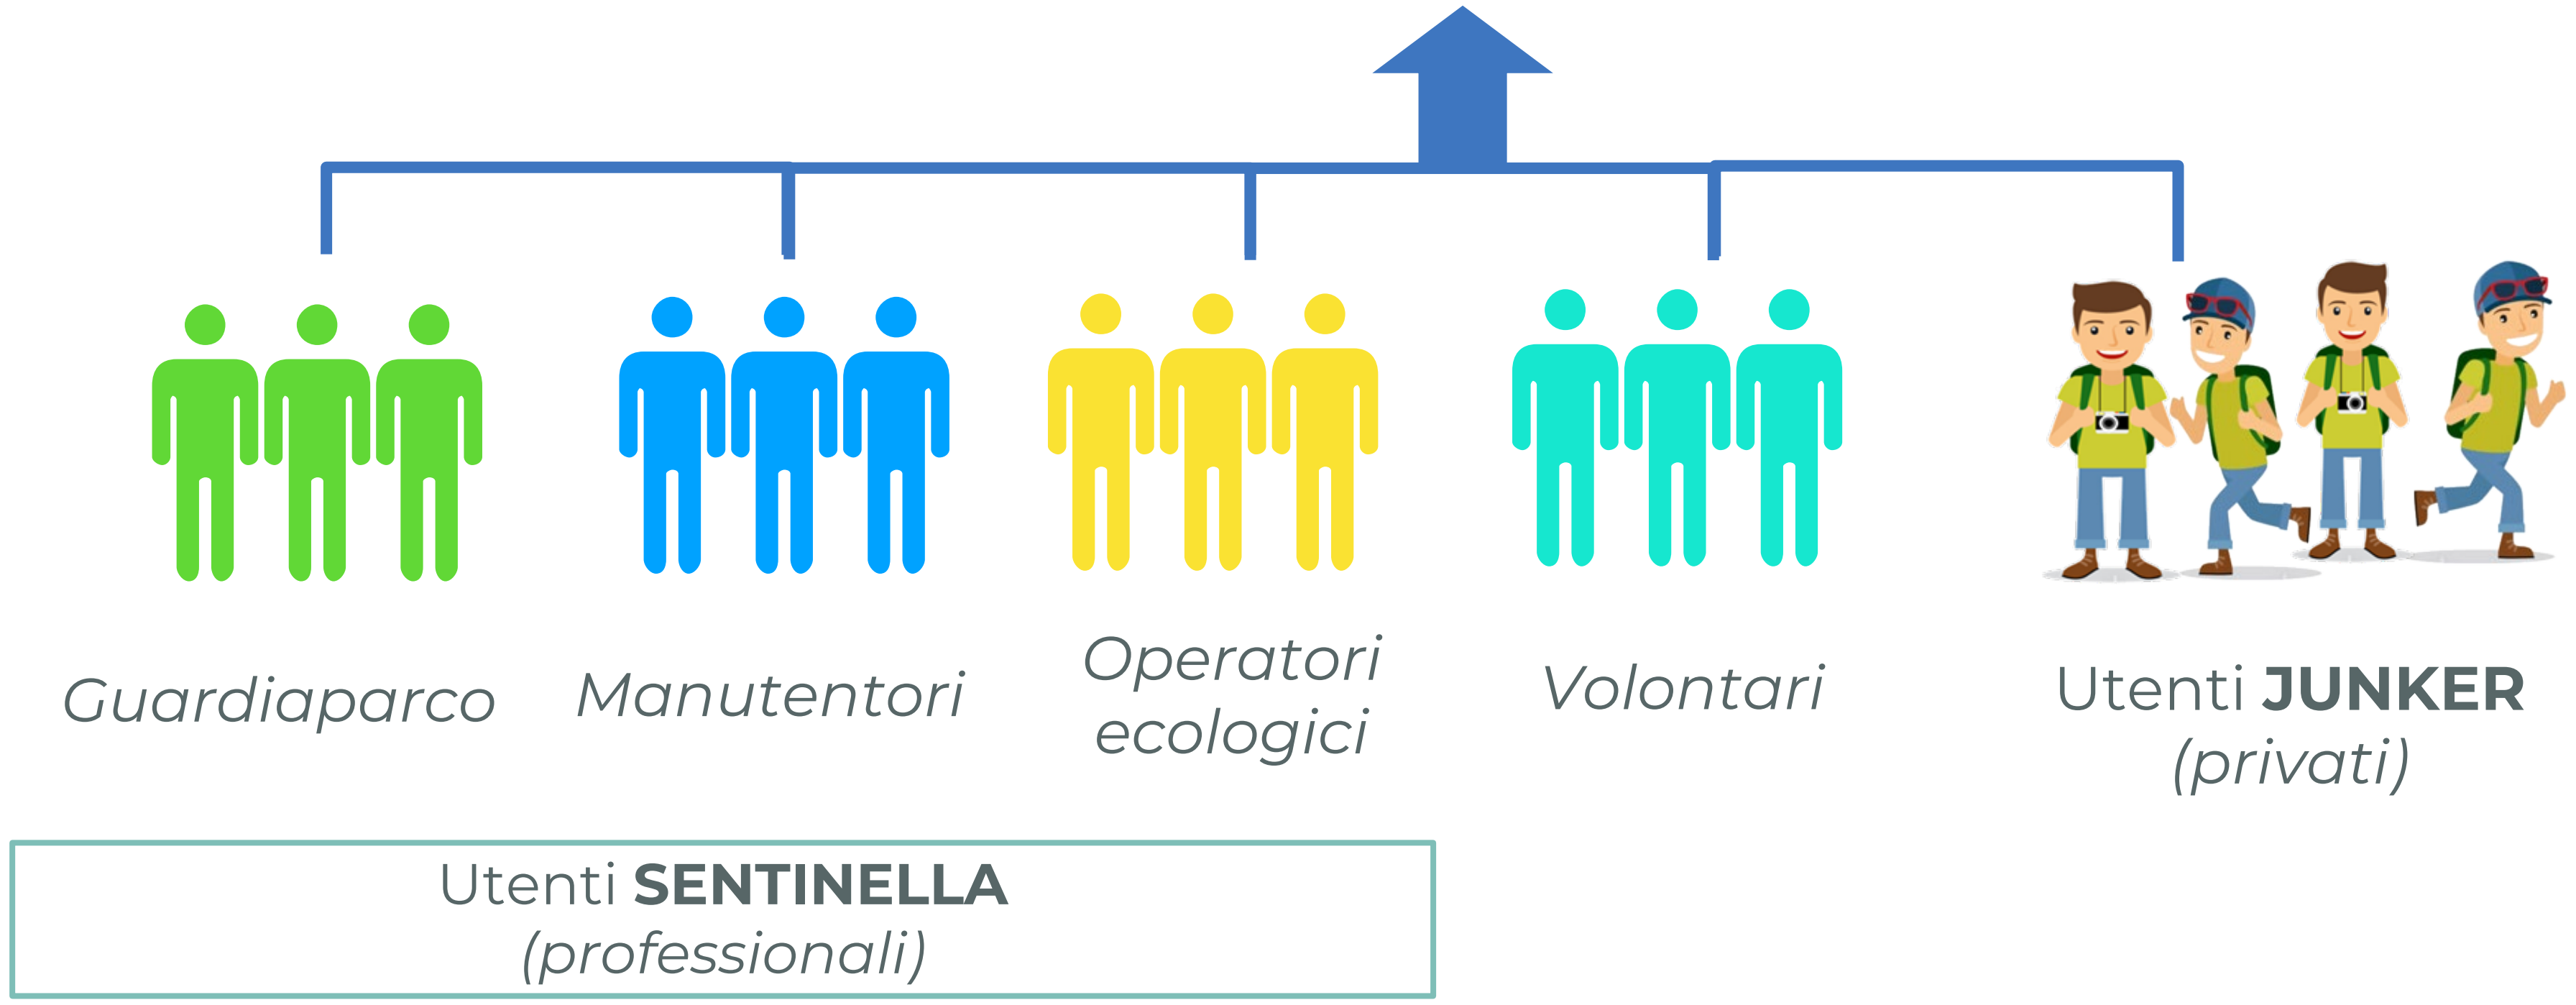 Guardiaparco
Manutentori
Operatori
ecologici
Volontari
Utenti JUNKER
(privati)
Utenti SENTINELLA
(professionali)